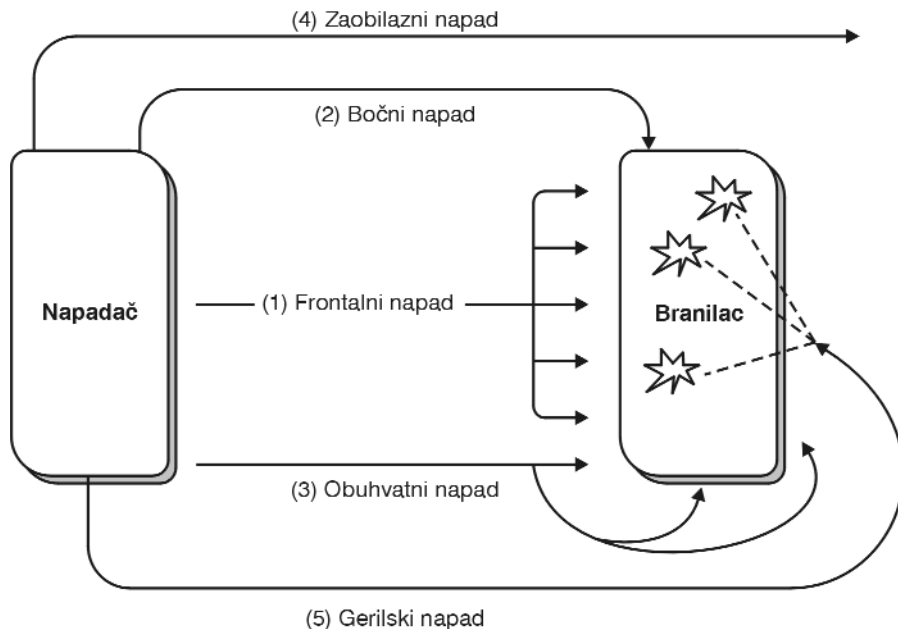 (4) Zaobilazni napad
(2) Bočni napad
Napadač
(1) Frontalni napad
Branilac
(3) Obuhvatni napad
(5) Gerilski napad